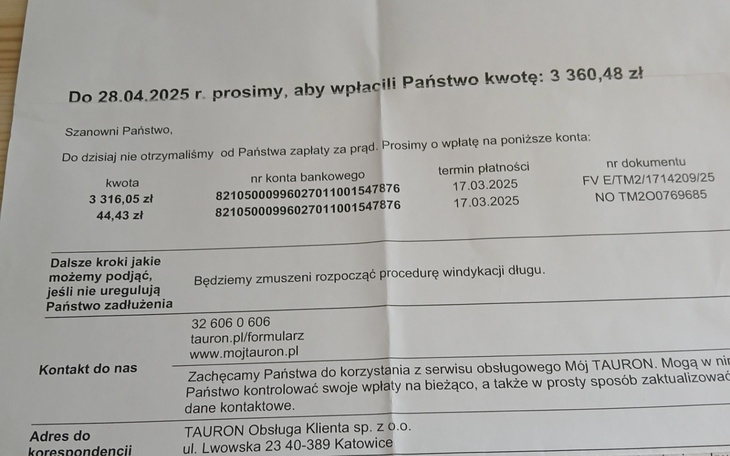 Do 28.04.2025 r. prosimy, aby wpłacili Państwo kwotę: 3 360,48 zł
Szanowni Państwo,
Do dzisiaj nie otrzymaliśmy od Państwa zapłaty za prąd. Prosimy o wpłatę na poniższe konta:
kwota nr konta bankowego termin płatności nr dokumentu
3 316,05 zł 82105000996027011001547876 17.03.2025 FV E/TM2/1714209/25
44,43 zł 82105000996027011001547876 17.03.2025 NO TM2O0769685
Dalsze kroki jakie
możemy podjąć,
jeśli nie uregulują
Państwo zadłużenia
Będziemy zmuszeni rozpocząć procedurę windykacji długu.
Kontakt do nas
32 606 0 606
tauron.pl/formularz
www.mojtauron.pl
Zachęcamy Państwa do korzystania z serwisu obsługowego Mój TAURON. Mogą w
Państwo kontrolować swoje wpłaty na bieżąco, a także w prosty sposób zaktualizować
dane kontaktowe.
Adres do
korespondencji
TAURON Obsługa Klienta sp. z o.o.
ul. Lwowska 23 40-389 Katowice